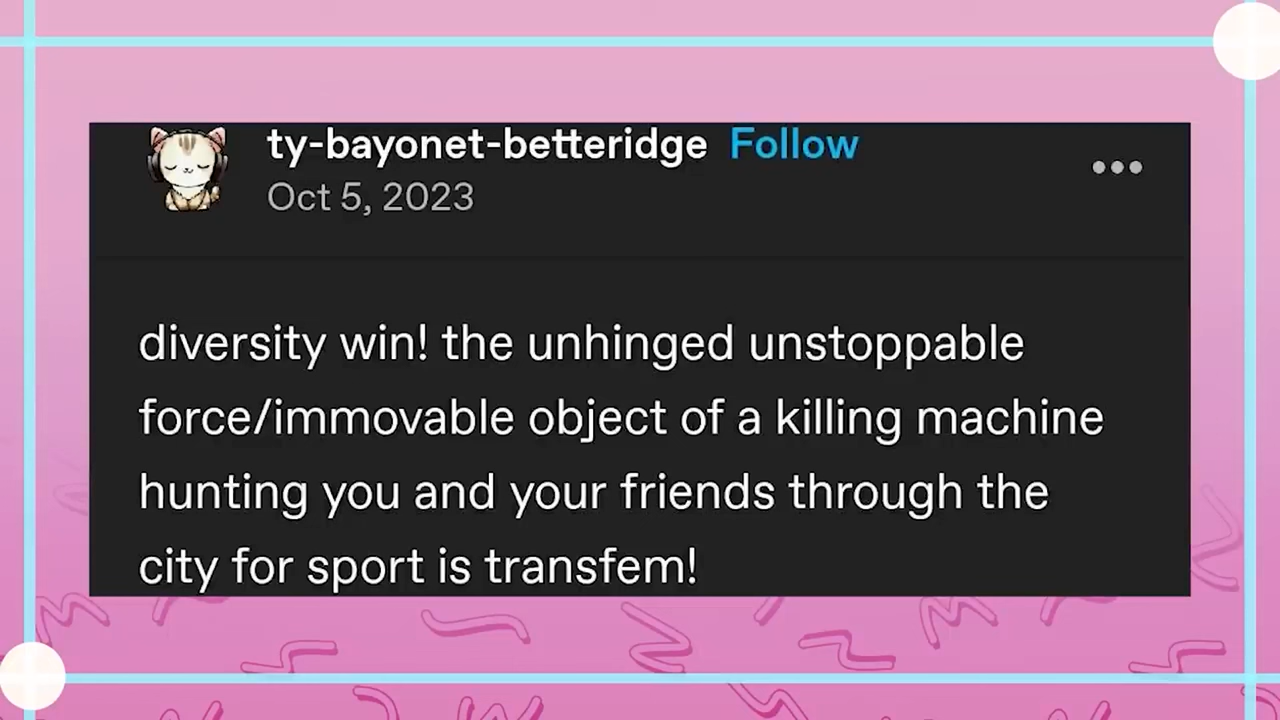 ty-bayonet-betteridge Follow
Oct 5, 2023
diversity win! the unhinged unstoppable
force/immovable object of a killing machine
hunting you and your friends through the
city for sport is transfem!